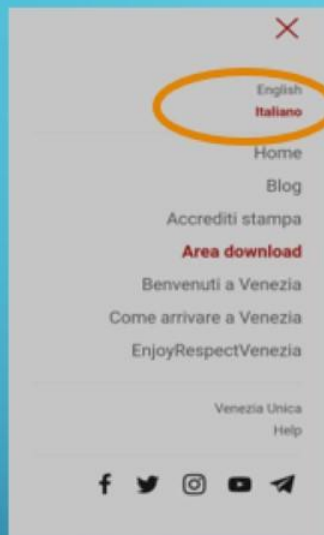 English
Italiano
Home
Blog
Accrediti stampa
Area download
Benvenuti a Venezia
Come arrivare a Venezia
EnjoyRespectVenezia
Venezia Unica
Help